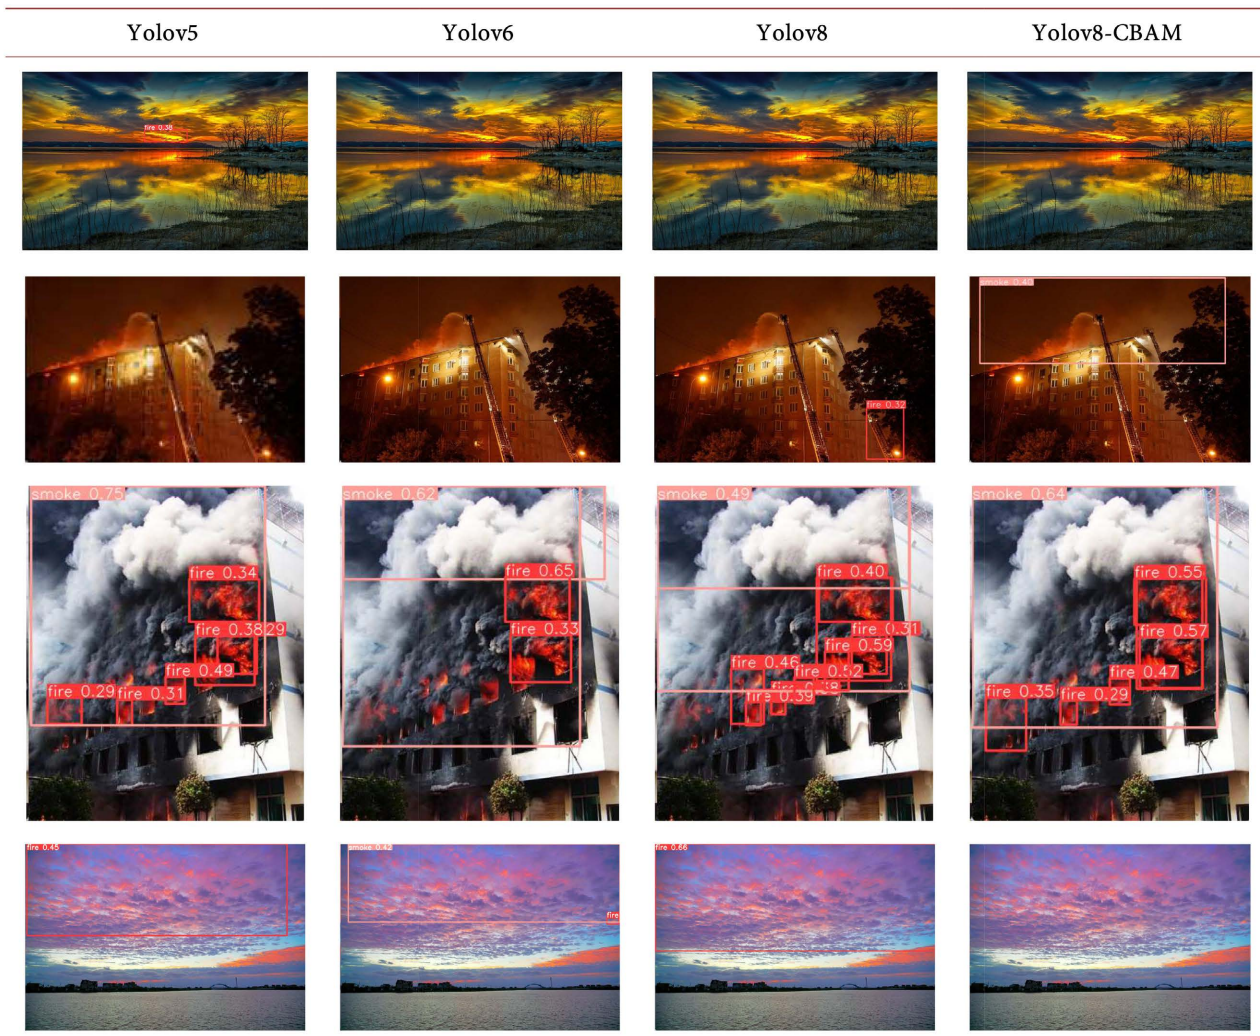 Yolov5 Yolov6 Yolov8 Yolov8-CBAM
fire 0.38
smoke 0.40
fire 0.32
smoke 0.75 smoke 0.62 smoke 0.49 smoke 0.64
fire 0.34 fire 0.65 fire 0.40 fire 0.55
fire 0.38 29 fire 0.33 0.31 fire 0.57
fire 0.59
fire 0.49 fire 0.46 fire 0.52 fire 0.47
fire 0.29 fire 0.31 fire 0.39 fire 0.35 fire 0.29
fire 0.45 smoke 0.42 fire 0.66
fire